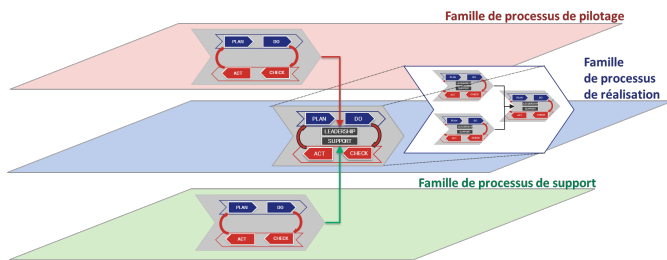 Famille de processus de pilotage
PLAN DO
ACT CHECK
Famille
de processus
de réalisation
PLAN DO
LEADERSHIP
SUPPORT
ACT CHECK
Famille de processus de support
PLAN DO
ACT CHECK